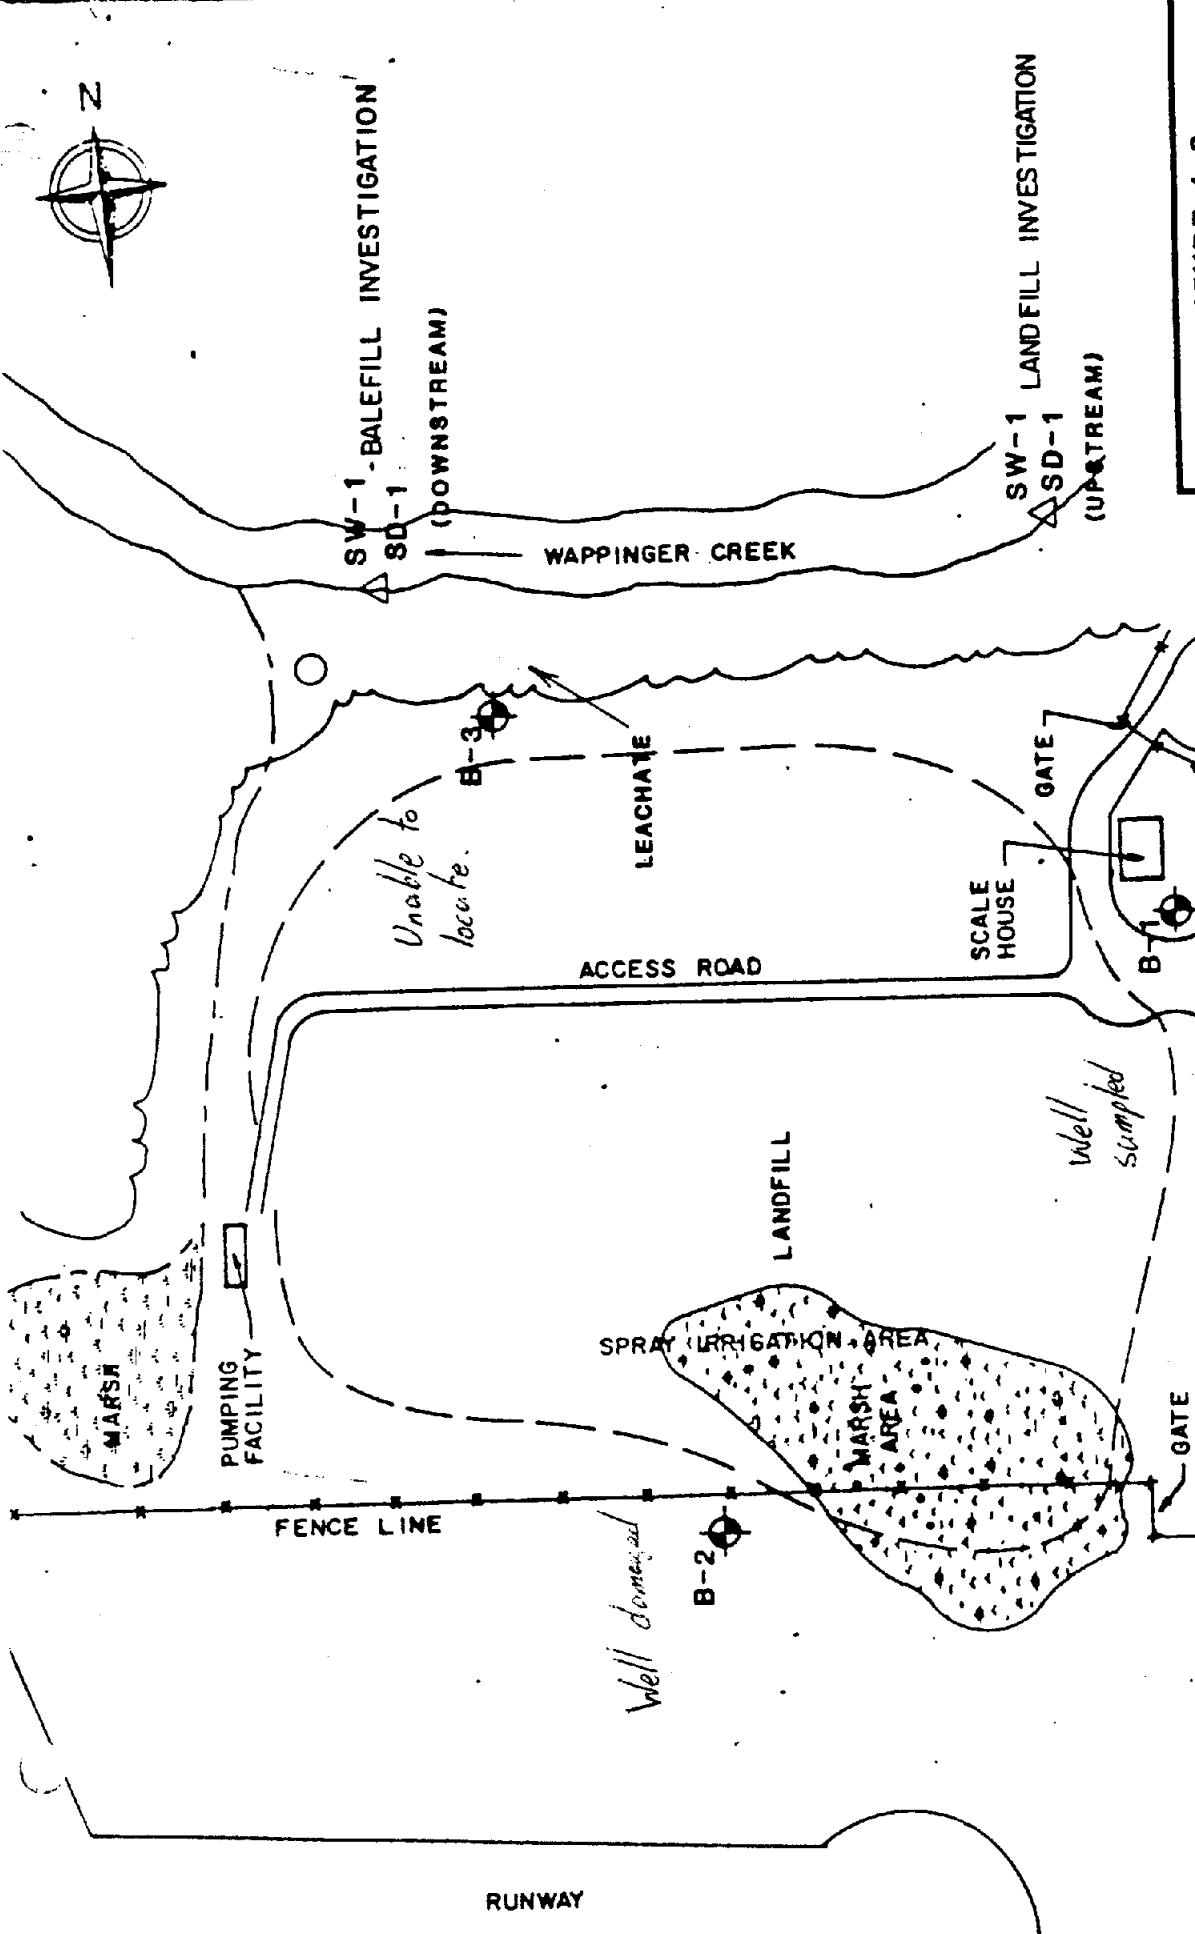 N
SW-1 - BALEFILL INVESTIGATION
SD-1
(DOWNSTREAM)
SW-1 LANDFILL INVESTIGATION
SD-1
(UPSTREAM)
WAPPINGER CREEK
B-3
Unable to
locate.
LEACHATE
GATE
SCALE
HOUSE
B-1
ACCESS ROAD
Well
sampled
LANDFILL
SPRAY IRRIGATION AREA
MARSH
AREA
MARSH
PUMPING
FACILITY
GATE
FENCE LINE
B-2
Well damaged
RUNWAY